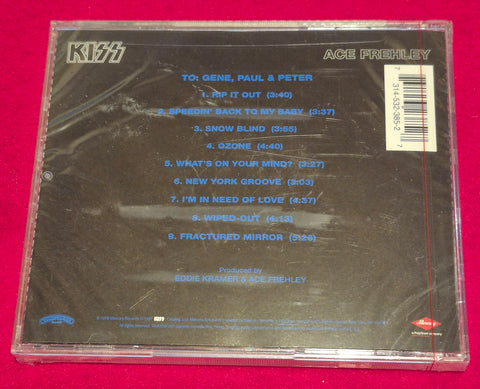 KISS
ACE FREHLEY
TO: GENE, PAUL & PETER
1. RIP IT OUT (3:40)
2. SPEEDIN' BACK TO MY BABY (3:37)
3. SNOW BLIND (3:55)
4. OZONE (4:40)
5. WHAT'S ON YOUR MIND? (3:27)
6. NEW YORK GROOVE (3:03)
7. I'M IN NEED OF LOVE (4:37)
8. WIPED-OUT (4:13)
9. FRACTURED MIRROR (5:26)
Produced by
EDDIE KRAMER & ACE FREHLEY
7 314-532-385-2 7